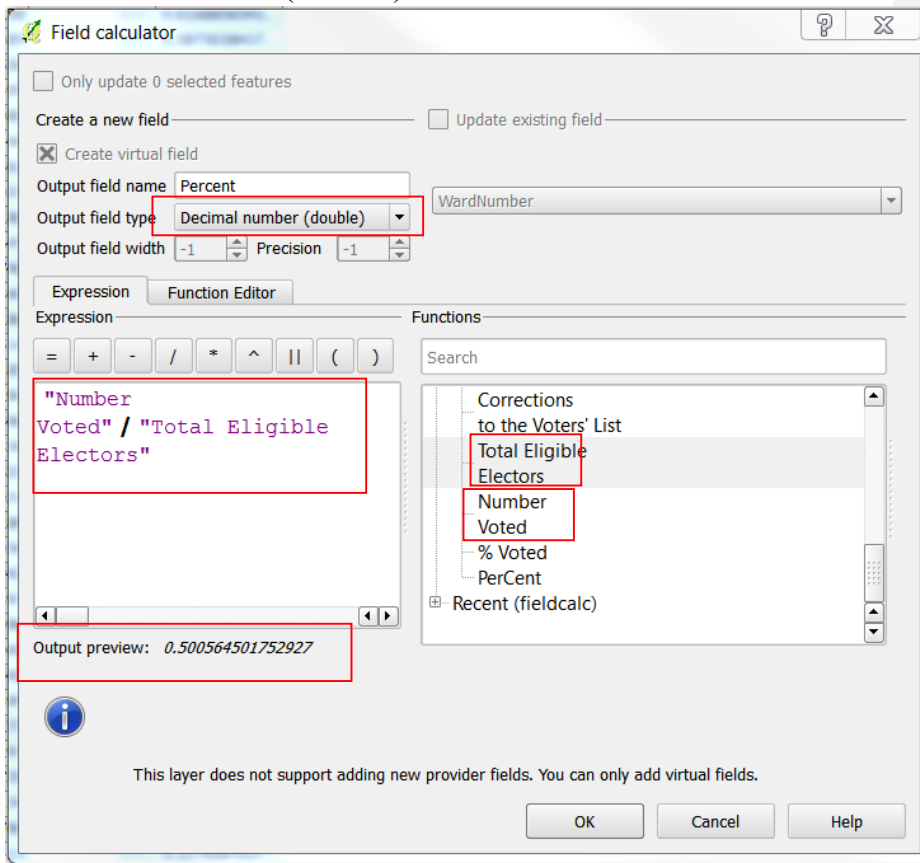 Field calculator
Only update 0 selected features
Create a new field
Update existing field
Create virtual field
Output field name Percent
WardNumber
Output field type Decimal number (double)
Output field width -1 Precision -1
Expression Function Editor
Expression
Functions
= + - / * ^ || ( )
Search
"Number
Voted" / "Total Eligible
Electors"
Corrections
to the Voters' List
Total Eligible
Electors
Number
Voted
% Voted
PerCent
Recent (fieldcalc)
Output preview: 0.500564501752927
This layer does not support adding new provider fields. You can only add virtual fields.
OK Cancel Help